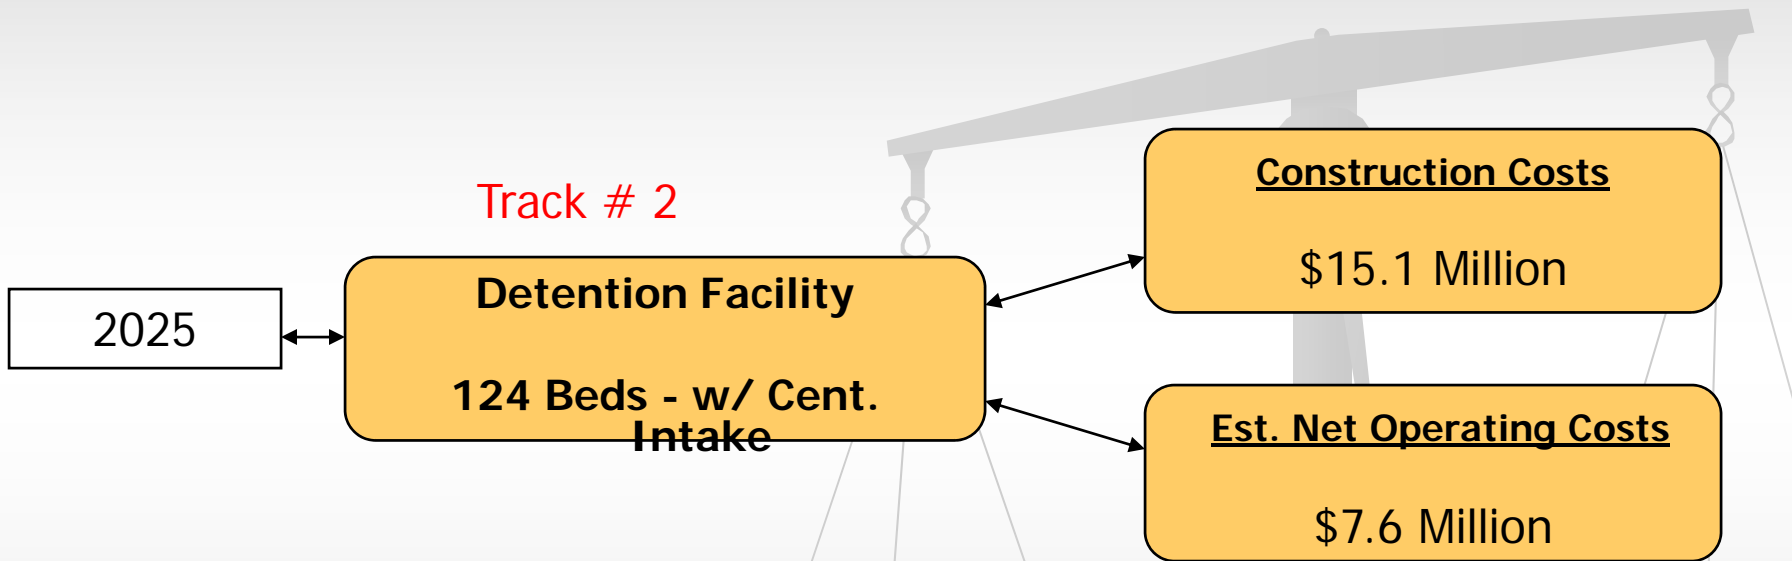 Track # 2
2025
Detention Facility
124 Beds - w/ Cent.
Intake
Construction Costs
$15.1 Million
Est. Net Operating Costs
$7.6 Million